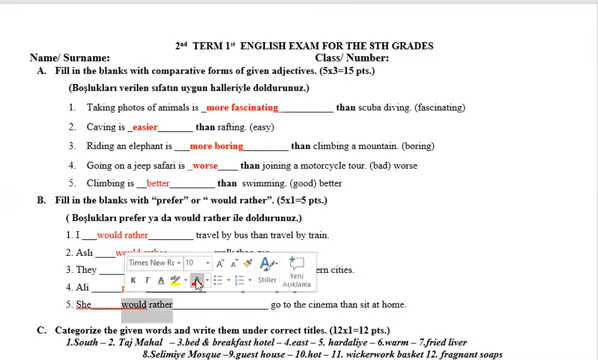 2nd TERM 1st ENGLISH EXAM FOR THE 8TH GRADES
Name/ Surname: Class/ Number:
A. Fill in the blanks with comparative forms of given adjectives. (5x3=15 pts.)
(Boşlukları verilen sıfatın uygun halleriyle doldurunuz.)
1. Taking photos of animals is _more fascinating___________ than scuba diving. (fascinating)
2. Caving is _easier_______ than rafting. (easy)
3. Riding an elephant is ___more boring_________ than climbing a mountain. (boring)
4. Going on a jeep safari is _worse____ than joining a motorcycle tour. (bad) worse
5. Climbing is __better_________ than swimming. (good) better
B. Fill in the blanks with “prefer” or “ would rather”. (5x1=5 pts.)
( Boşlukları prefer ya da would rather ile doldurunuz.)
1. I ___would rather_________ travel by bus than travel by train.
2. Aslı
3. They ern cities.
Times New Rc 10
K T A
Stiller
Yeni Açıklama
4. Ali
5. She_____would rather___________________ go to the cinema than sit at home.
C. Categorize the given words and write them under correct titles. (12x1=12 pts.)
1.South – 2. Taj Mahal – 3.bed & breakfast hotel – 4.east – 5. hardaliye – 6.warm – 7.fried liver
8.Selimiye Mosque –9.guest house – 10.hot – 11. wickerwork basket 12. fragnant soaps